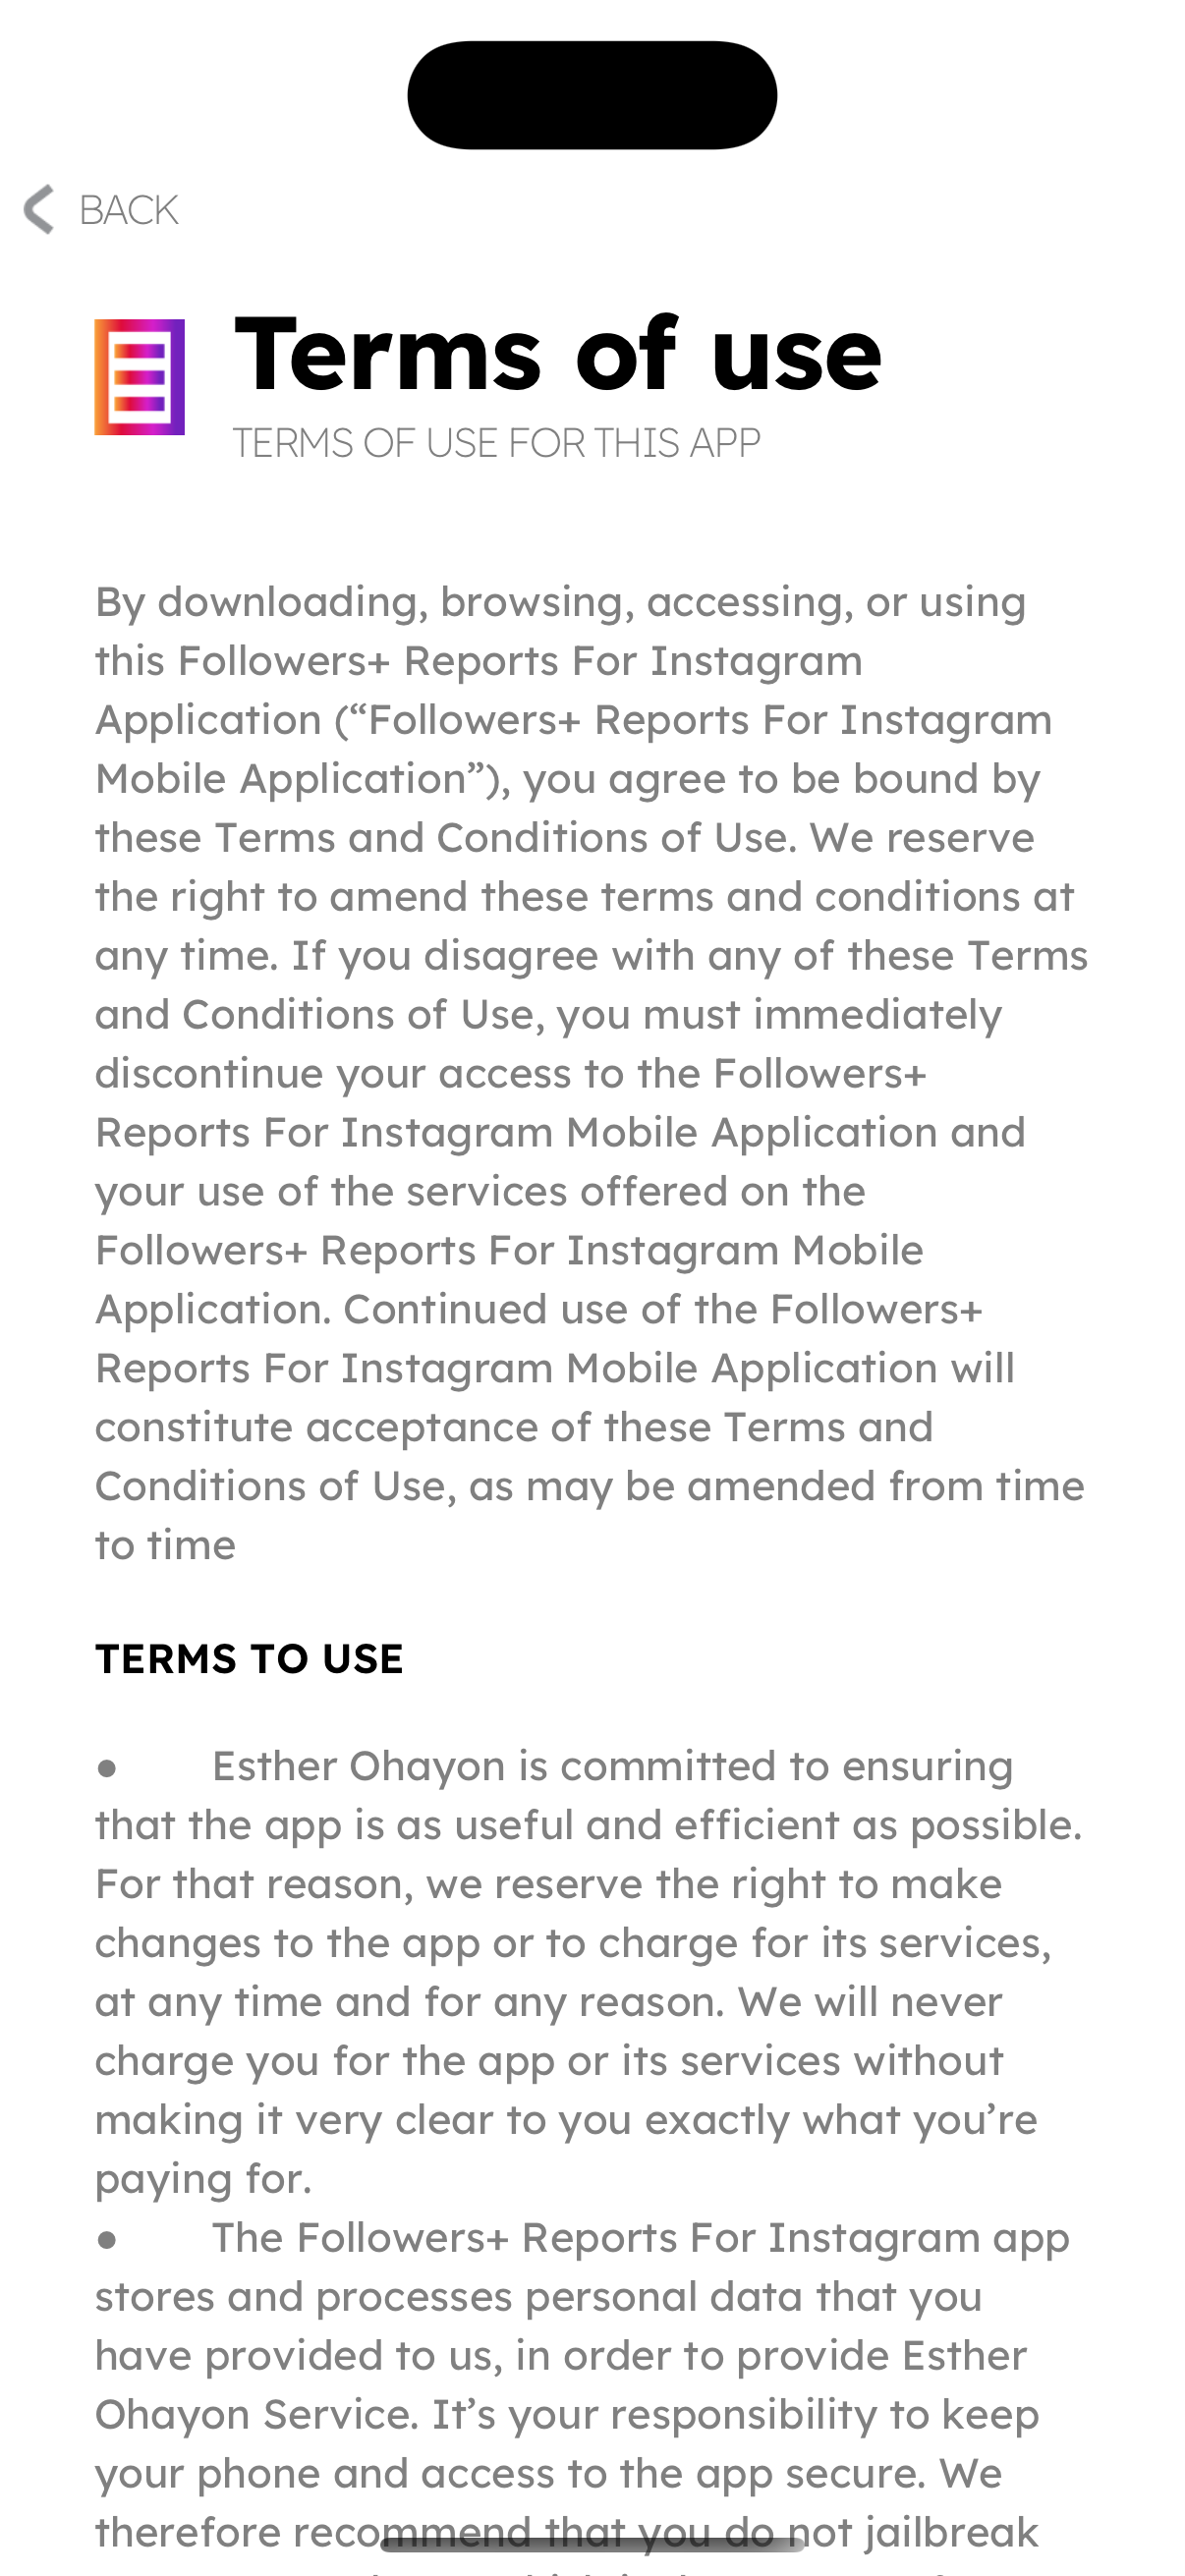 BACK
Terms of use
TERMS OF USE FOR THIS APP
By downloading, browsing, accessing, or using
this Followers+ Reports For Instagram
Application (“Followers+ Reports For Instagram
Mobile Application”), you agree to be bound by
these Terms and Conditions of Use. We reserve
the right to amend these terms and conditions at
any time. If you disagree with any of these Terms
and Conditions of Use, you must immediately
discontinue your access to the Followers+
Reports For Instagram Mobile Application and
your use of the services offered on the
Followers+ Reports For Instagram Mobile
Application. Continued use of the Followers+
Reports For Instagram Mobile Application will
constitute acceptance of these Terms and
Conditions of Use, as may be amended from time
to time
TERMS TO USE
● Esther Ohayon is committed to ensuring
that the app is as useful and efficient as possible.
For that reason, we reserve the right to make
changes to the app or to charge for its services,
at any time and for any reason. We will never
charge you for the app or its services without
making it very clear to you exactly what you’re
paying for.
● The Followers+ Reports For Instagram app
stores and processes personal data that you
have provided to us, in order to provide Esther
Ohayon Service. It’s your responsibility to keep
your phone and access to the app secure. We
therefore recommend that you do not jailbreak